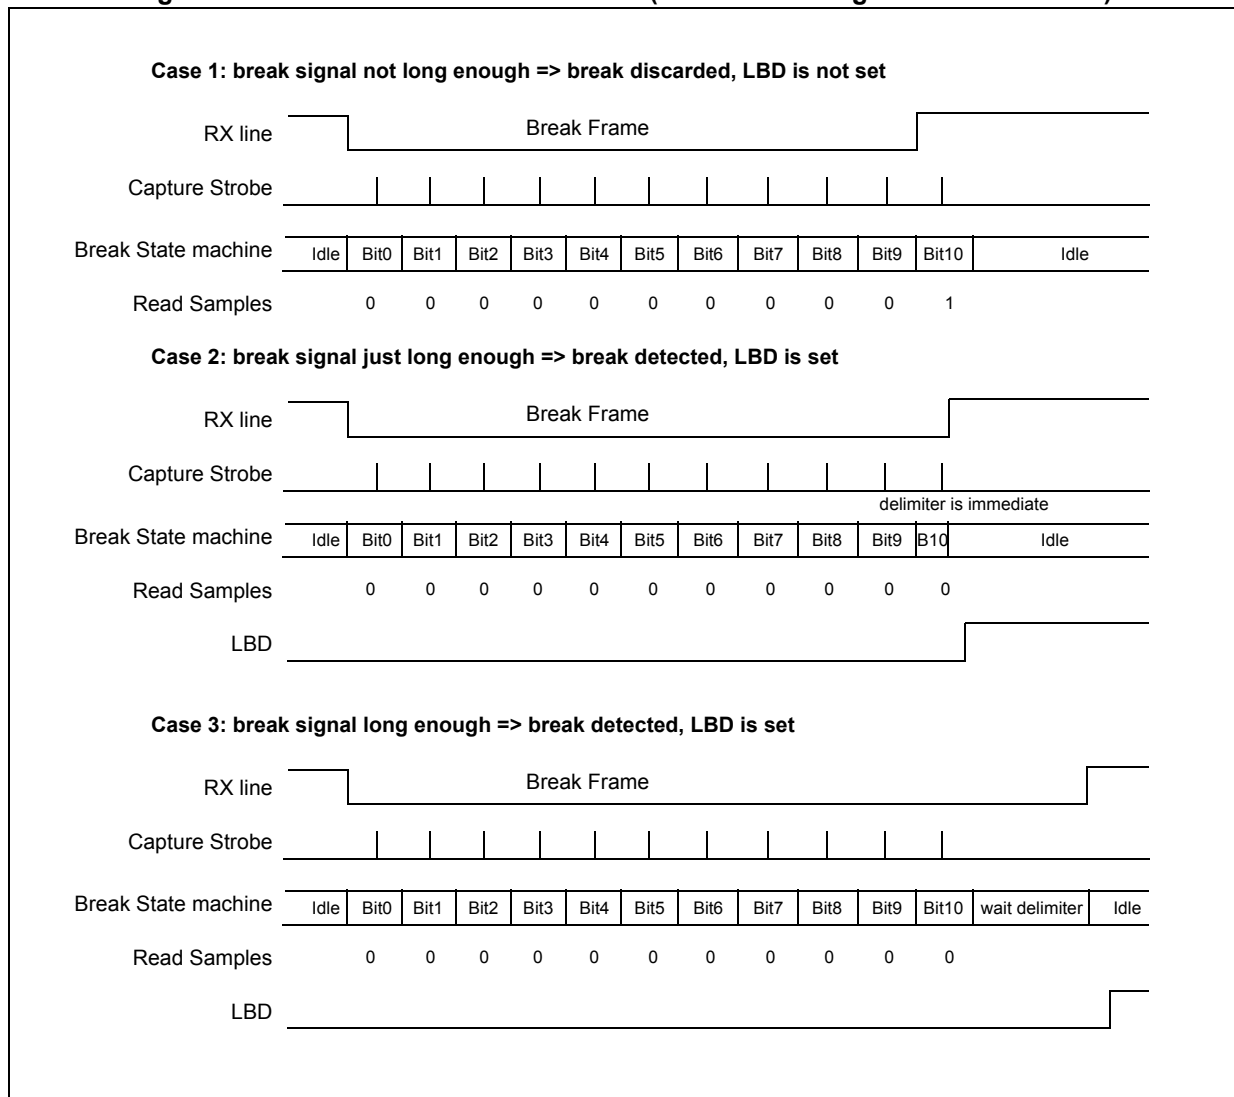 Case 1: break signal not long enough => break discarded, LBD is not set
RX line Break Frame
Capture Strobe
Break State machine Idle Bit0 Bit1 Bit2 Bit3 Bit4 Bit5 Bit6 Bit7 Bit8 Bit9 Bit10 Idle
Read Samples 0 0 0 0 0 0 0 0 0 0 1
Case 2: break signal just long enough => break detected, LBD is set
RX line Break Frame
Capture Strobe
delimiter is immediate
Break State machine Idle Bit0 Bit1 Bit2 Bit3 Bit4 Bit5 Bit6 Bit7 Bit8 Bit9 B10 Idle
Read Samples 0 0 0 0 0 0 0 0 0 0 0
LBD
Case 3: break signal long enough => break detected, LBD is set
RX line Break Frame
Capture Strobe
Break State machine Idle Bit0 Bit1 Bit2 Bit3 Bit4 Bit5 Bit6 Bit7 Bit8 Bit9 Bit10 wait delimiter Idle
Read Samples 0 0 0 0 0 0 0 0 0 0 0
LBD